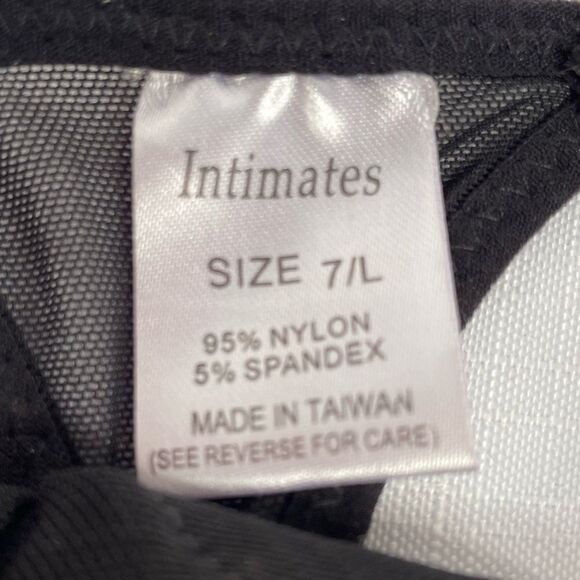 Intimates
SIZE 7/L
95% NYLON
5% SPANDEX
MADE IN TAIWAN
(SEE REVERSE FOR CARE)